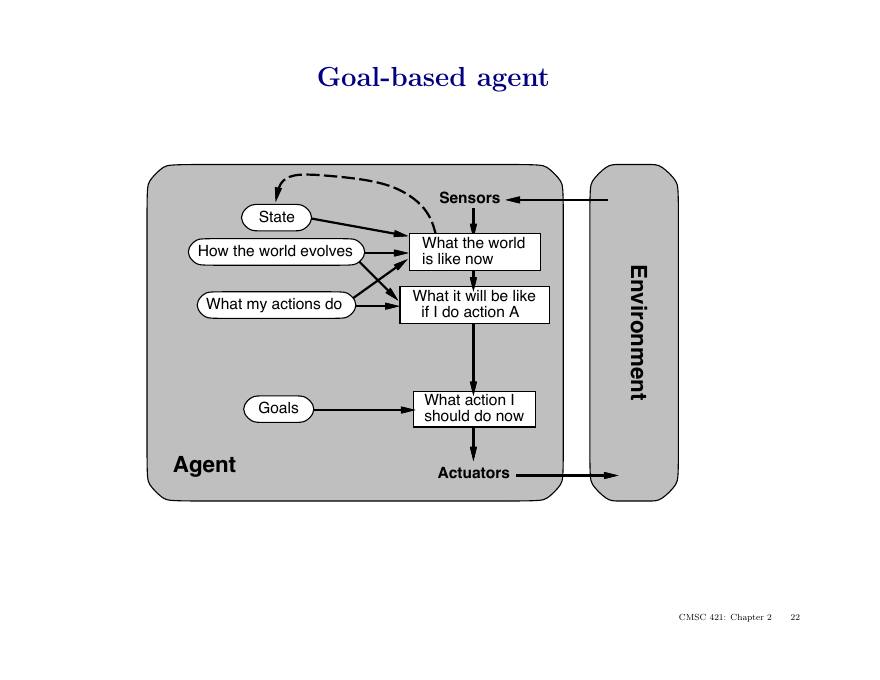 Goal-based agent
Sensors
State
What the world
is like now
How the world evolves
What it will be like
if I do action A
What my actions do
Environment
Goals
What action I
should do now
Agent
Actuators
CMSC 421: Chapter 2 22